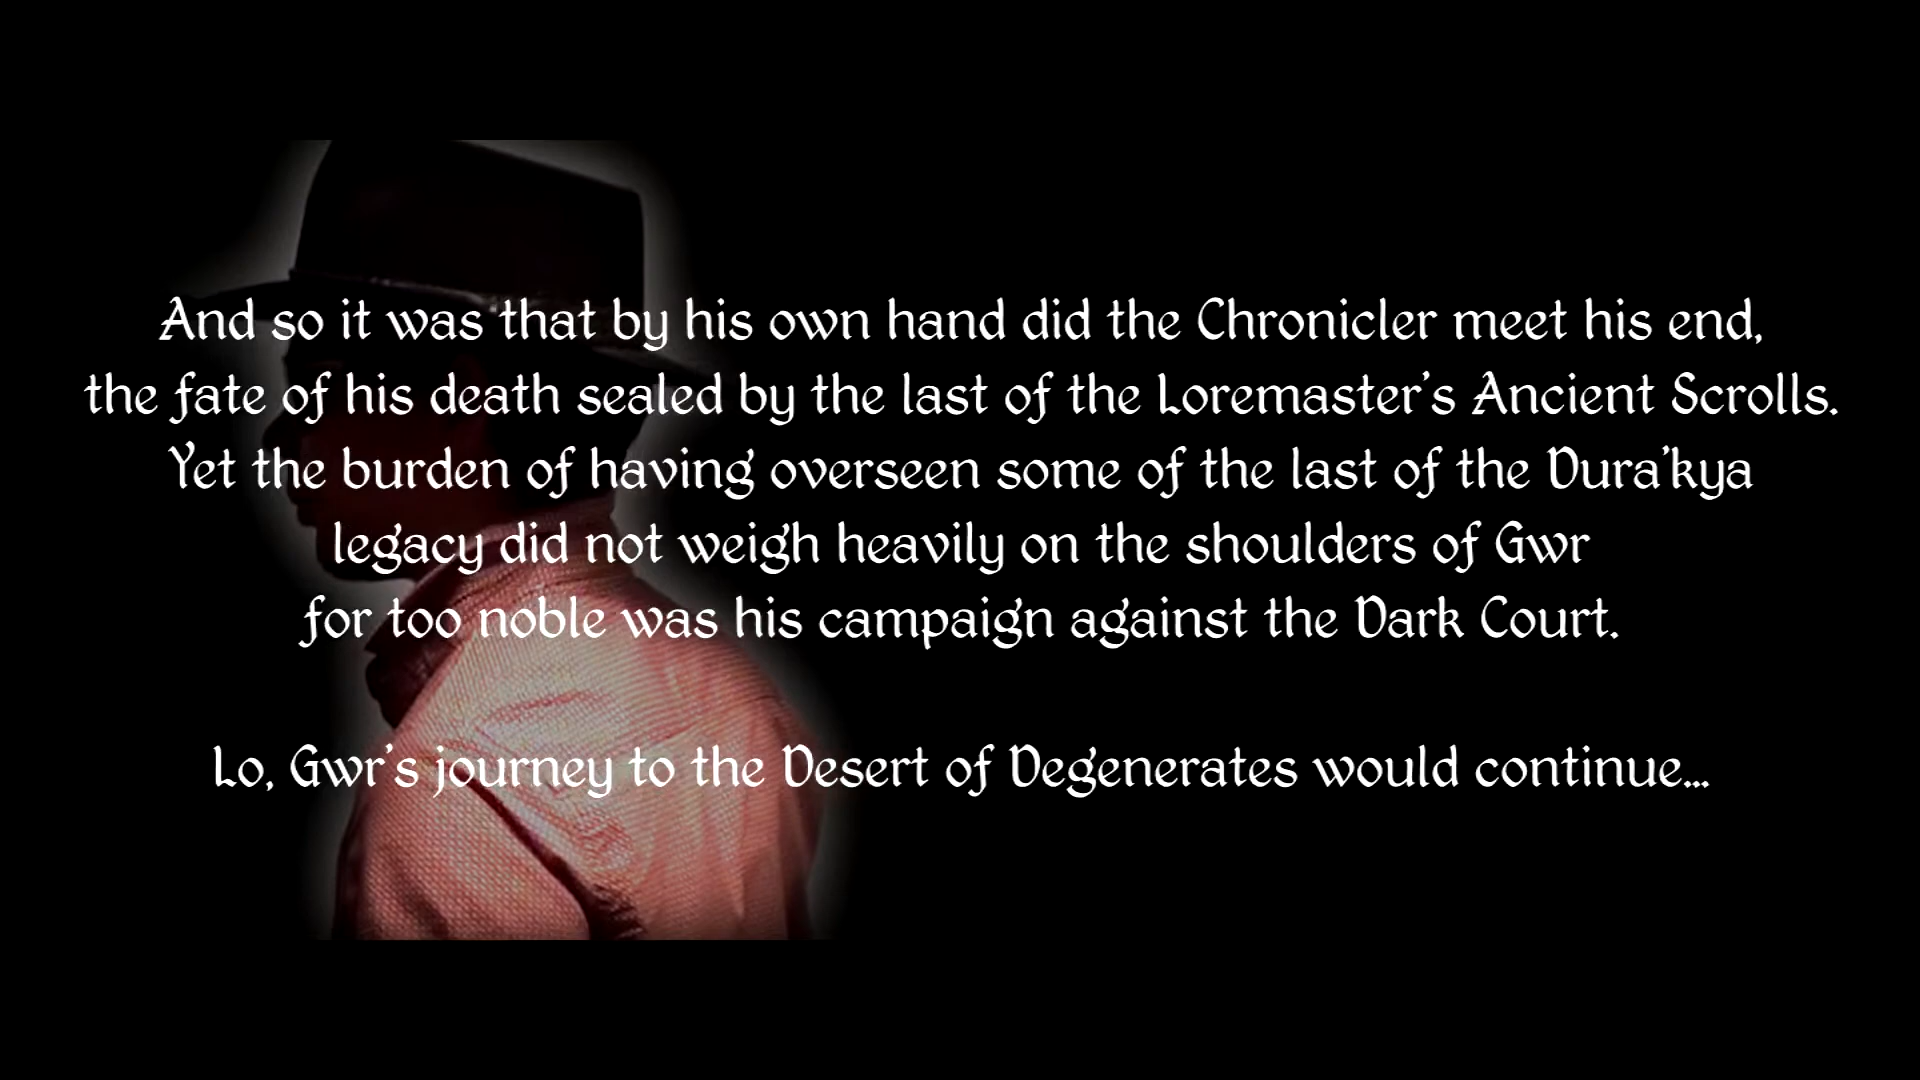 And so it was that by his own hand did the Chronicler meet his end,
the fate of his death sealed by the last of the Loremaster's Ancient Scrolls.
Yet the burden of having overseen some of the last of the Dura'kya
legacy did not weigh heavily on the shoulders of Gwr
for too noble was his campaign against the Dark Court.
Lo, Gwr's journey to the Desert of Degenerates would continue...